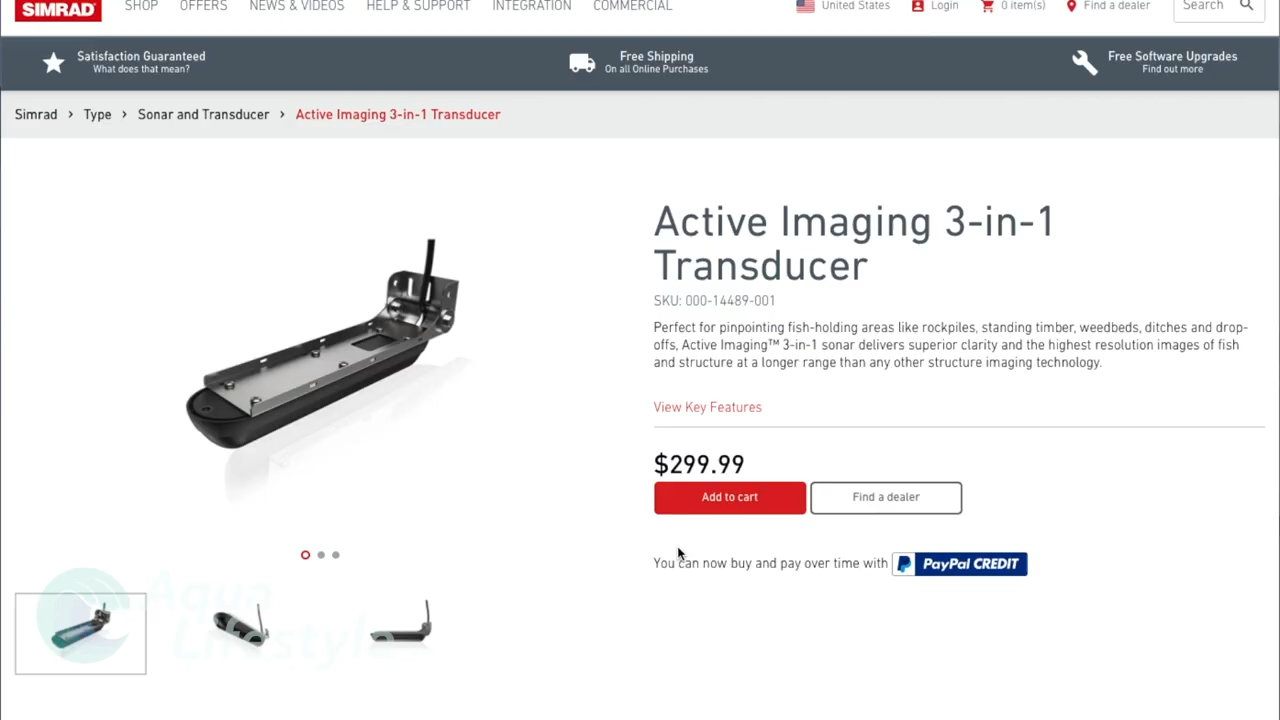 SIMRAD
SHOP OFFERS NEWS & VIDEOS HELP & SUPPORT INTEGRATION COMMERCIAL United States Login 0 item(s) Find a dealer Search
Satisfaction Guaranteed
What does that mean?
Free Shipping
On all Online Purchases
Free Software Upgrades
Find out more
Simrad > Type > Sonar and Transducer > Active Imaging 3-in-1 Transducer
Active Imaging 3-in-1
Transducer
SKU: 000-14489-001
Perfect for pinpointing fish-holding areas like rockpiles, standing timber, weedbeds, ditches and drop-
offs, Active Imaging™ 3-in-1 sonar delivers superior clarity and the highest resolution images of fish
and structure at a longer range than any other structure imaging technology.
View Key Features
$299.99
Add to cart Find a dealer
You can now buy and pay over time with PayPal CREDIT
Aqua
Lifestyle